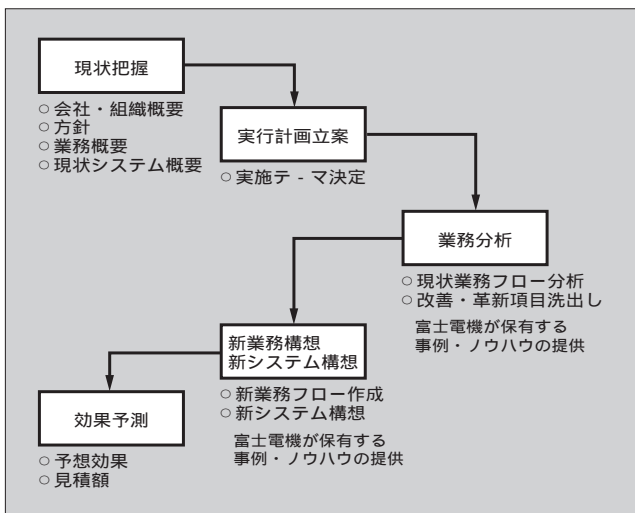 現状把握
○ 会社・組織概要
○ 方針
○ 業務概要
○ 現状システム概要
実行計画立案
○ 実施テ - マ決定
業務分析
○ 現状業務フロー分析
○ 改善・革新項目洗出し
富士電機が保有する
事例・ノウハウの提供
新業務構想
新システム構想
○ 新業務フロー作成
○ 新システム構想
富士電機が保有する
事例・ノウハウの提供
効果予測
○ 予想効果
○ 見積額